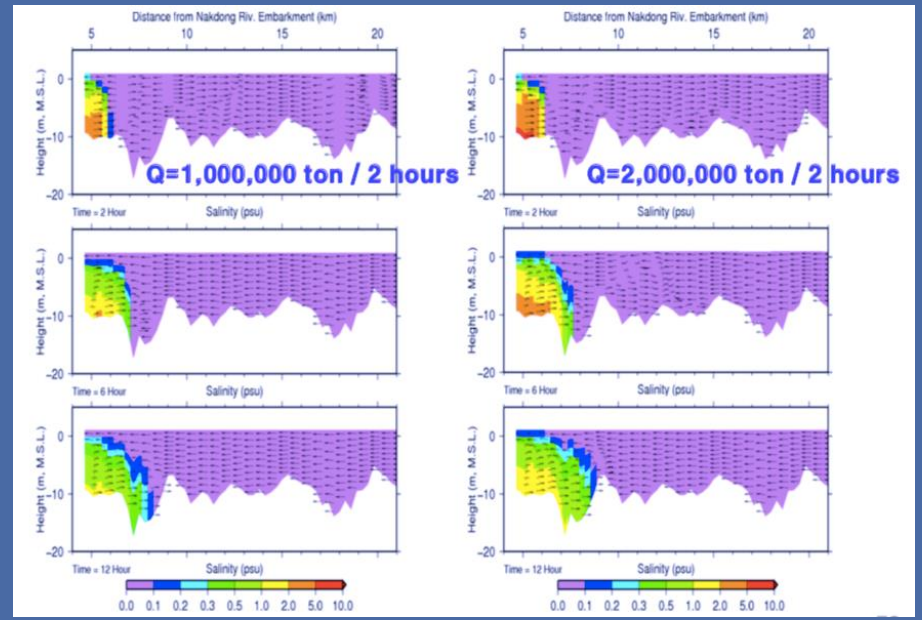 Distance from Nakdong Riv. Embarkment (km)
5 10 15 20
Height (m, M.S.L.)
0
-10
-20
Q=1,000,000 ton / 2 hours
Time = 2 Hour Salinity (psu)
Height (m, M.S.L.)
0
-10
-20
Time = 6 Hour Salinity (psu)
Height (m, M.S.L.)
0
-10
-20
Time = 12 Hour Salinity (psu)
0.0 0.1 0.2 0.3 0.5 1.0 2.0 5.0 10.0
Distance from Nakdong Riv. Embarkment (km)
5 10 15 20
Height (m, M.S.L.)
0
-10
-20
Q=2,000,000 ton / 2 hours
Time = 2 Hour Salinity (psu)
Height (m, M.S.L.)
0
-10
-20
Time = 6 Hour Salinity (psu)
Height (m, M.S.L.)
0
-10
-20
Time = 12 Hour Salinity (psu)
0.0 0.1 0.2 0.3 0.5 1.0 2.0 5.0 10.0